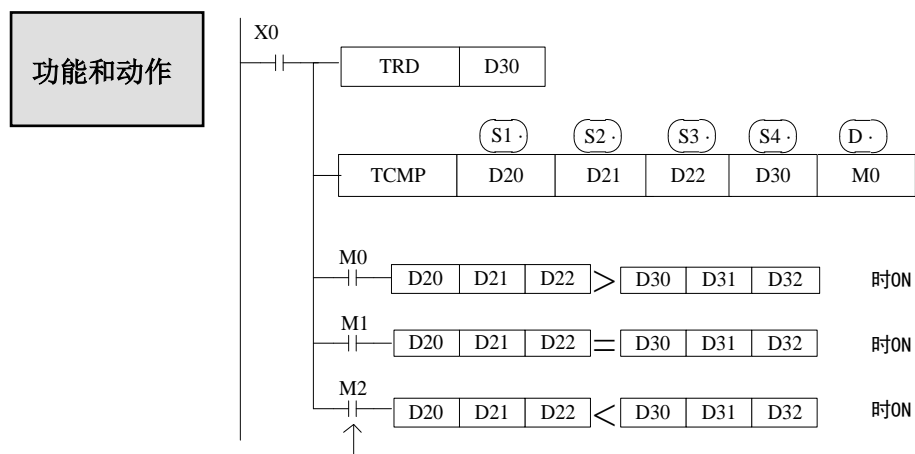 功能和动作
X0
TRD D30
S1· S2· S3· S4· D·
TCMP D20 D21 D22 D30 M0
M0
D20 D21 D22 > D30 D31 D32 时ON
M1
D20 D21 D22 = D30 D31 D32 时ON
M2
D20 D21 D22 < D30 D31 D32 时ON